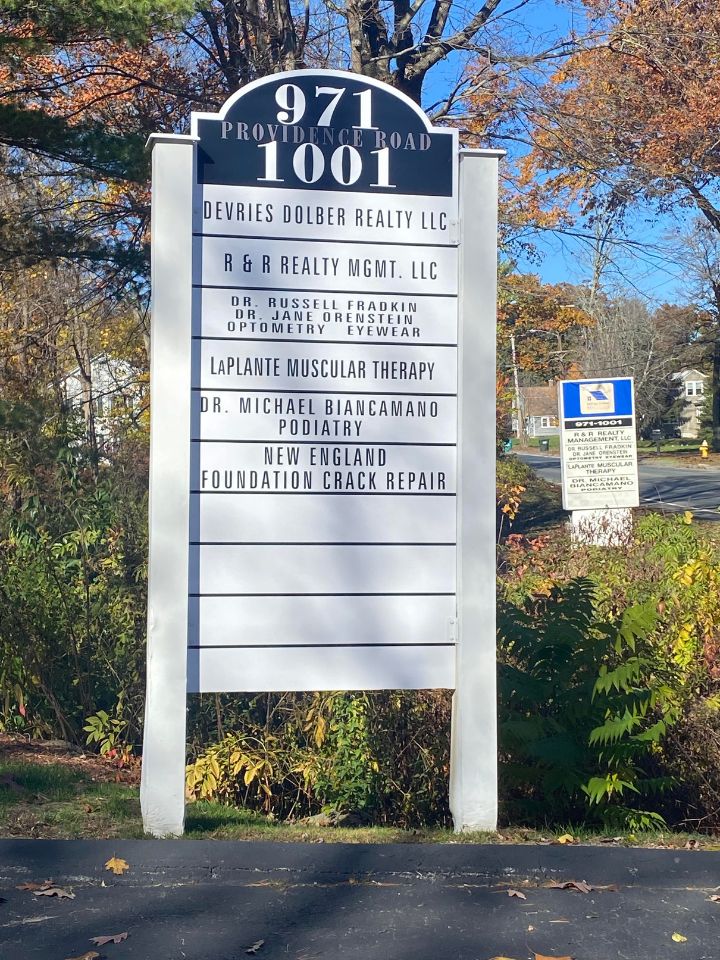 971
PROVIDENCE ROAD
1001
DEVRIES DOLBER REALTY LLC
R & R REALTY MGMT. LLC
DR. RUSSELL FRADKIN
DR. JANE ORENSTEIN
OPTOMETRY EYEWEAR
LAPLANTE MUSCULAR THERAPY
DR. MICHAEL BIANCAMANO
PODIATRY
NEW ENGLAND
FOUNDATION CRACK REPAIR
971-1001
R & R REALTY
MANAGEMENT, LLC
DR. RUSSELL FRADKIN
DR. JANE ORENSTEIN
OPTOMETRY EYEWEAR
LAPLANTE MUSCULAR
THERAPY
DR. MICHAEL
BIANCAMANO
PODIATRY